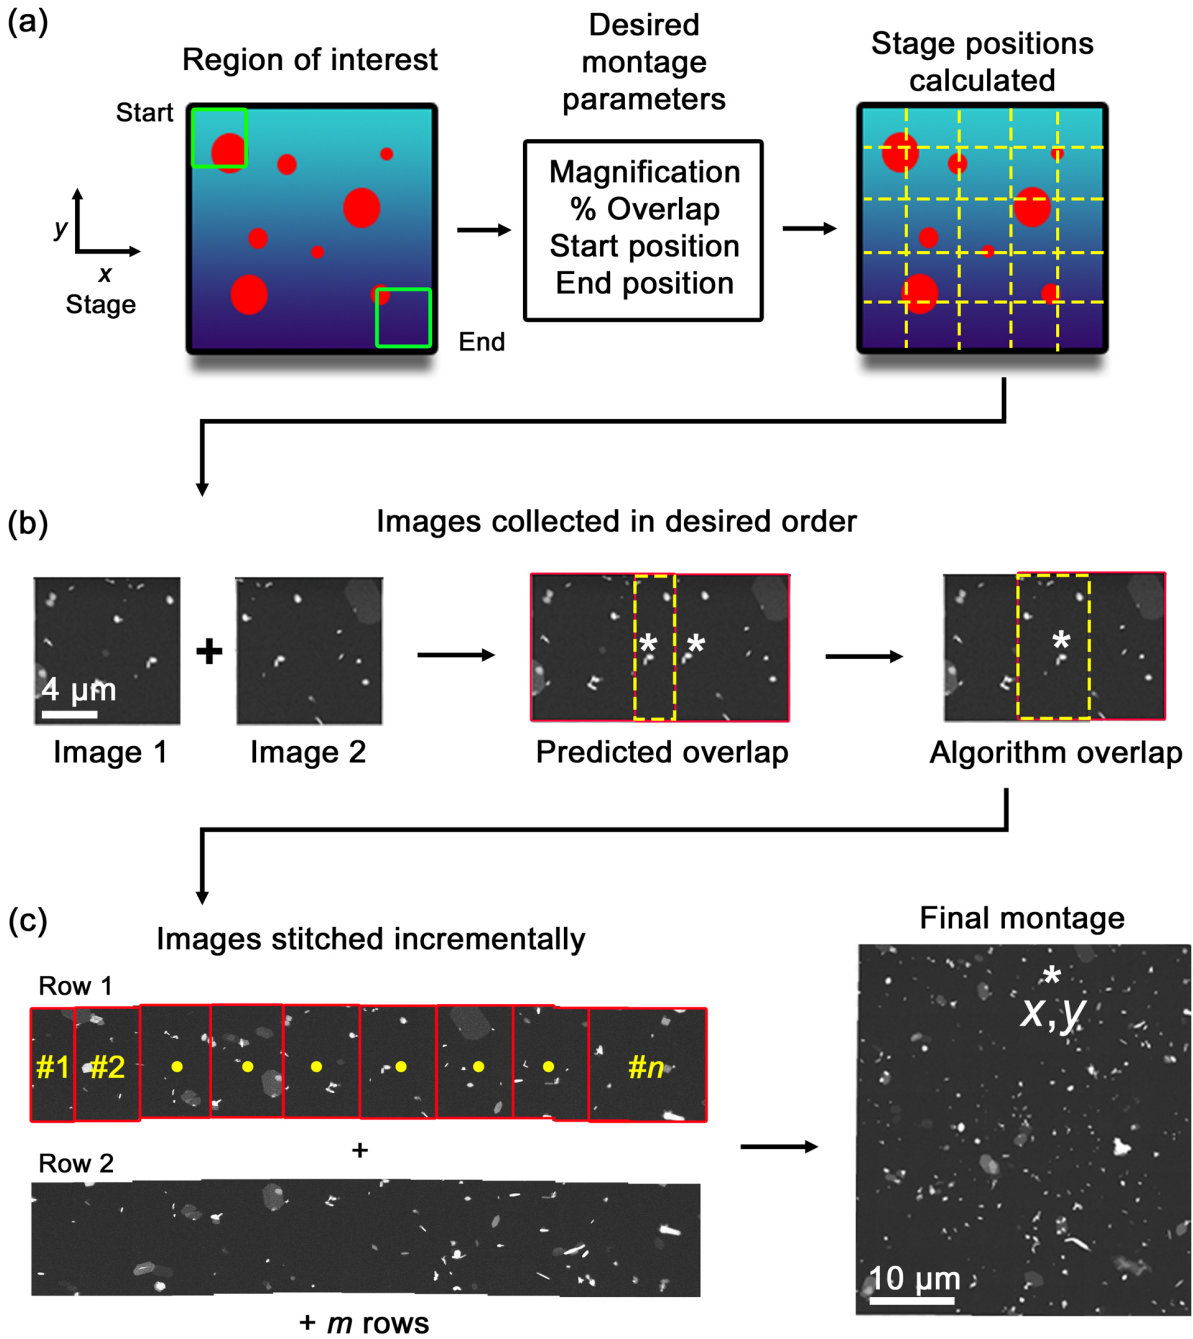 (a)
Region of interest
Desired
montage
parameters
Stage positions
calculated
Start
Magnification
% Overlap
Start position
End position
y
x
Stage
End
(b)
Images collected in desired order
+
4 μm
*
*
*
Image 1
Image 2
Predicted overlap
Algorithm overlap
(c)
Images stitched incrementally
Final montage
Row 1
#1
#2
#n
+
Row 2
+ m rows
*
x,y
10 μm